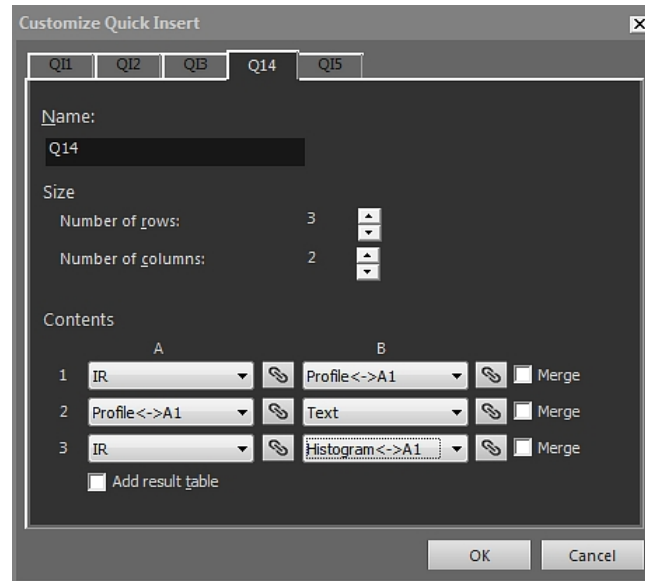 Customize Quick Insert
QI1 QI2 QI3 Q14 QI5
Name:
Q14
Size
Number of rows: 3
Number of columns: 2
Contents
A B
1 IR Profile<->A1 Merge
2 Profile<->A1 Text Merge
3 IR Histogram<->A1 Merge
Add result table
OK Cancel